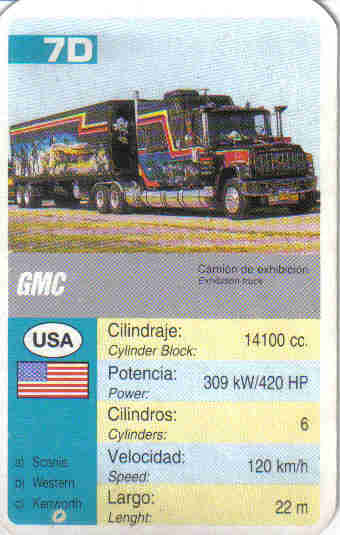 7D
GMC
Camión de exhibición
Exhibition truck
USA
Cilindraje:
Cylinder Block:
14100 cc.
Potencia:
Power:
309 kW/420 HP
Cilindros:
Cylinders:
6
Velocidad:
Speed:
120 km/h
Largo:
Lenght:
22 m
a) Scania
b) Western
c) Kenworth